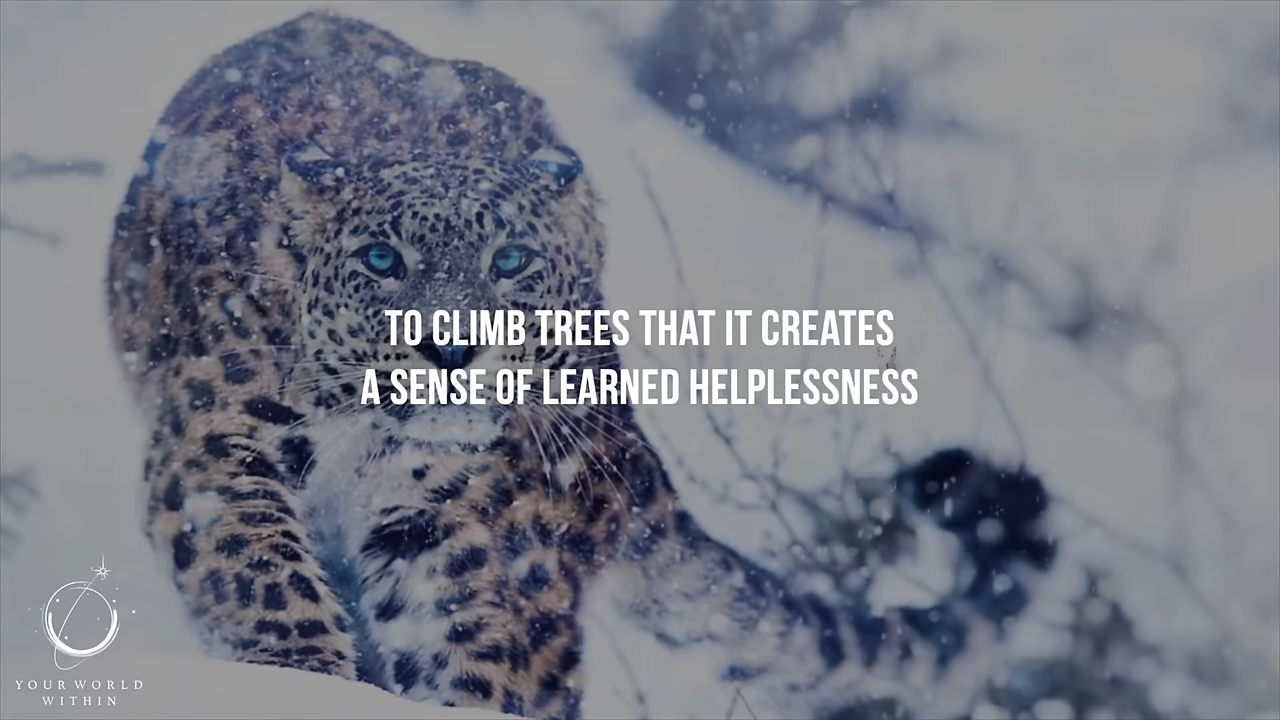 TO CLIMB TREES THAT IT CREATES
A SENSE OF LEARNED HELPLESSNESS
YOUR WORLD
WITHIN